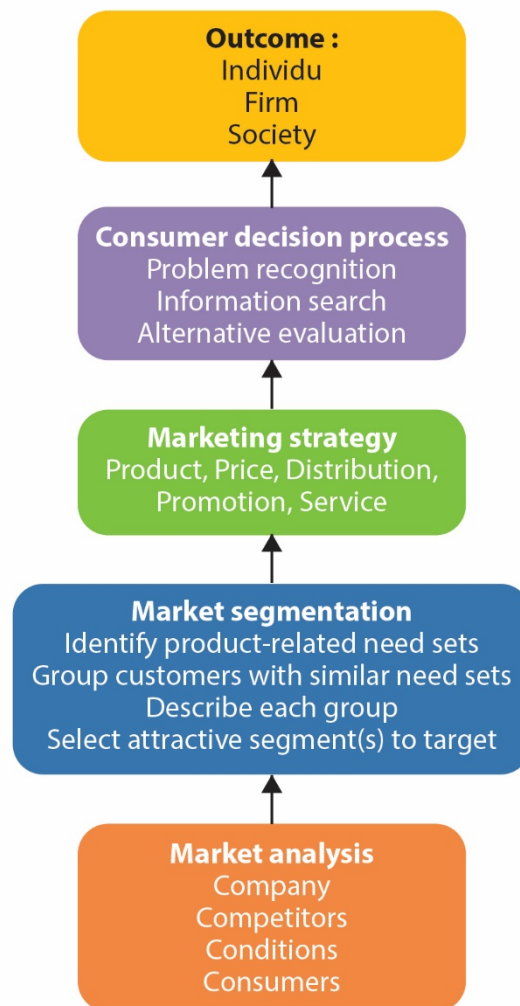 Outcome :
Individu
Firm
Society
Consumer decision process
Problem recognition
Information search
Alternative evaluation
Marketing strategy
Product, Price, Distribution,
Promotion, Service
Market segmentation
Identify product-related need sets
Group customers with similar need sets
Describe each group
Select attractive segment(s) to target
Market analysis
Company
Competitors
Conditions
Consumers